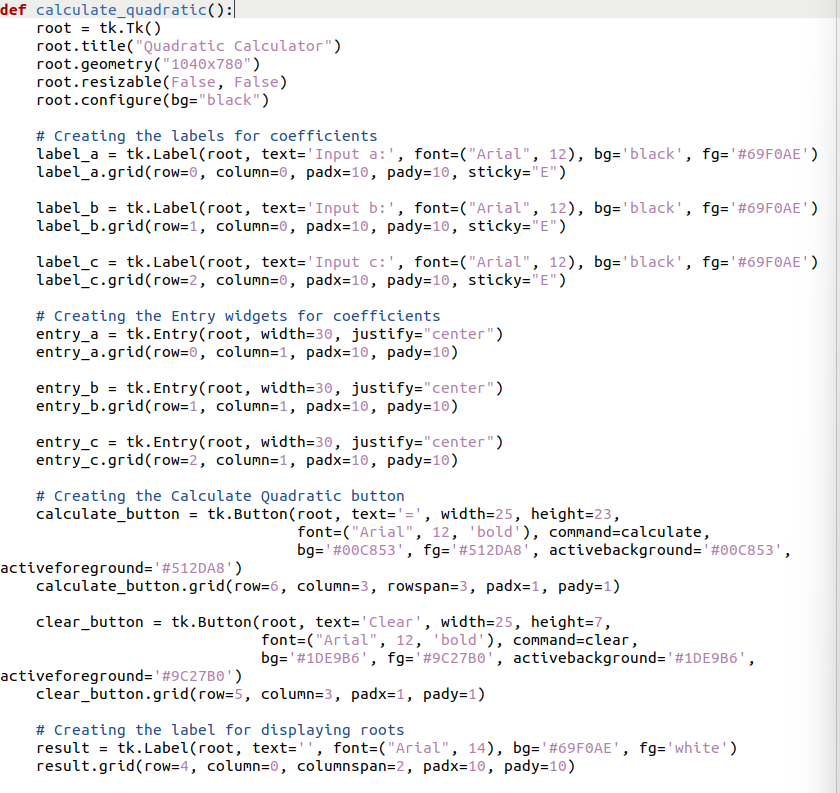 def calculate_quadratic():
    root = tk.Tk()
    root.title("Quadratic Calculator")
    root.geometry("1040x780")
    root.resizable(False, False)
    root.configure(bg="black")

    # Creating the labels for coefficients
    label_a = tk.Label(root, text='Input a:', font=("Arial", 12), bg='black', fg='#69F0AE')
    label_a.grid(row=0, column=0, padx=10, pady=10, sticky="E")

    label_b = tk.Label(root, text='Input b:', font=("Arial", 12), bg='black', fg='#69F0AE')
    label_b.grid(row=1, column=0, padx=10, pady=10, sticky="E")

    label_c = tk.Label(root, text='Input c:', font=("Arial", 12), bg='black', fg='#69F0AE')
    label_c.grid(row=2, column=0, padx=10, pady=10, sticky="E")

    # Creating the Entry widgets for coefficients
    entry_a = tk.Entry(root, width=30, justify="center")
    entry_a.grid(row=0, column=1, padx=10, pady=10)

    entry_b = tk.Entry(root, width=30, justify="center")
    entry_b.grid(row=1, column=1, padx=10, pady=10)

    entry_c = tk.Entry(root, width=30, justify="center")
    entry_c.grid(row=2, column=1, padx=10, pady=10)

    # Creating the Calculate Quadratic button
    calculate_button = tk.Button(root, text='=', width=25, height=23,
                                 font=("Arial", 12, 'bold'), command=calculate,
                                 bg='#00C853', fg='#512DA8', activebackground='#00C853',
activeforeground='#512DA8')
    calculate_button.grid(row=6, column=3, rowspan=3, padx=1, pady=1)

    clear_button = tk.Button(root, text='Clear', width=25, height=7,
                             font=("Arial", 12, 'bold'), command=clear,
                             bg='#1DE9B6', fg='#9C27B0', activebackground='#1DE9B6',
activeforeground='#9C27B0')
    clear_button.grid(row=5, column=3, padx=1, pady=1)

    # Creating the label for displaying roots
    result = tk.Label(root, text='', font=("Arial", 14), bg='#69F0AE', fg='white')
    result.grid(row=4, column=0, columnspan=2, padx=10, pady=10)